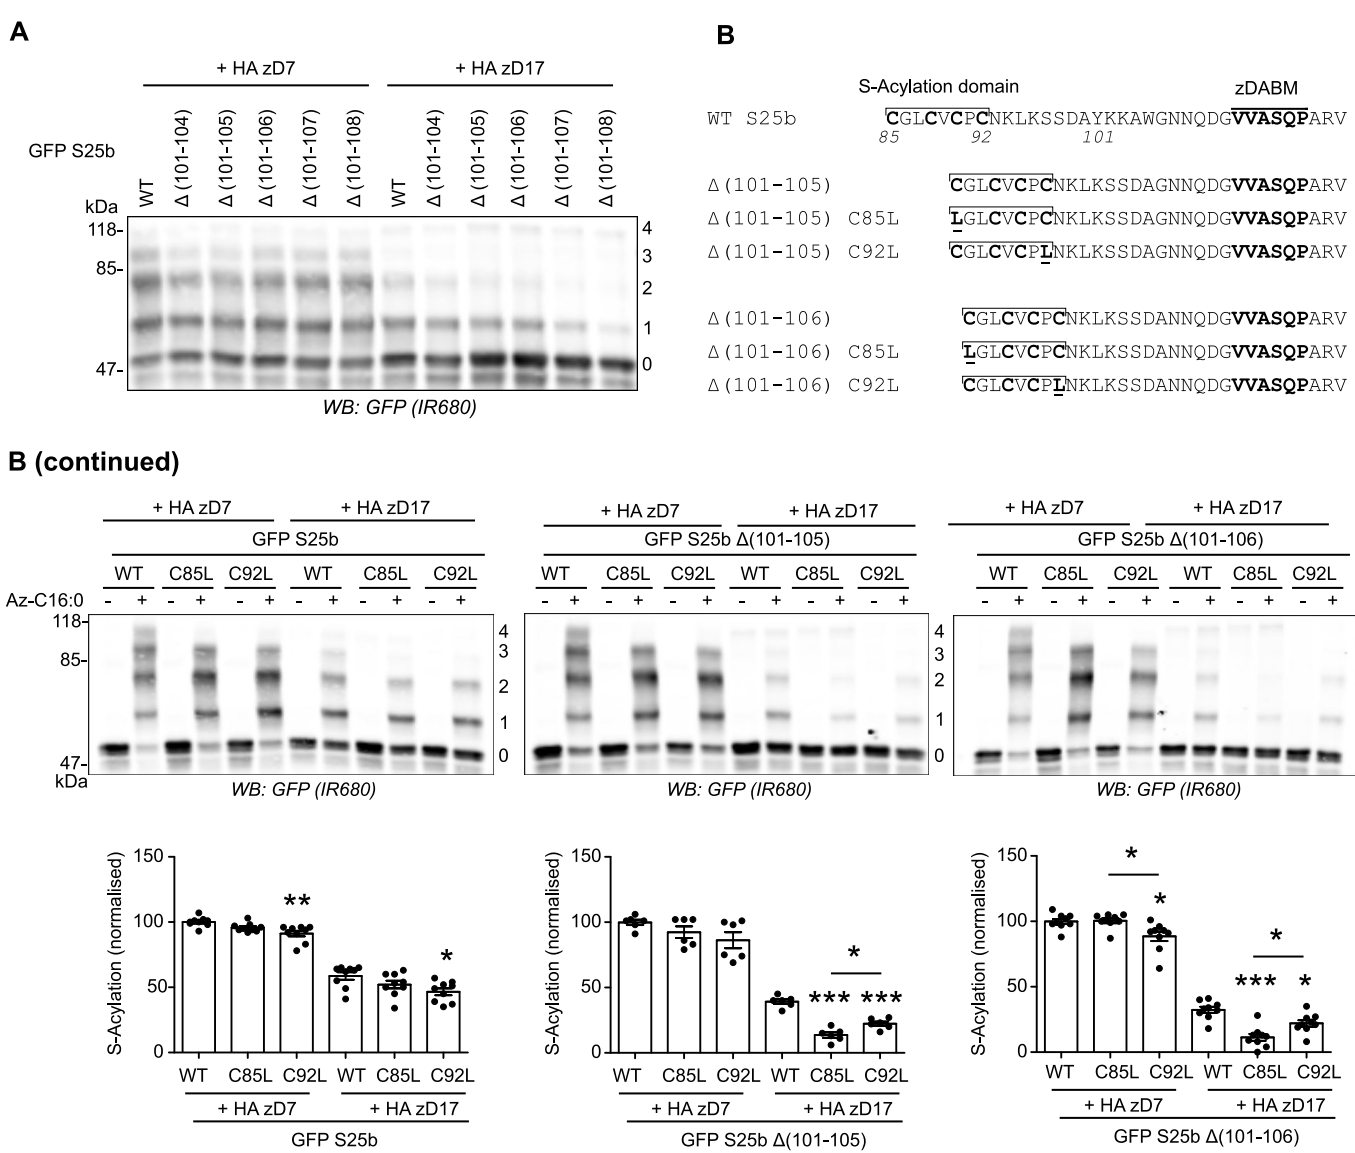 A
+ HA zD7 + HA zD17
GFP S25b
WT Δ (101-104) Δ (101-105) Δ (101-106) Δ (101-107) Δ (101-108) WT Δ (101-104) Δ (101-105) Δ (101-106) Δ (101-107) Δ (101-108)
kDa
118-
85-
47-
4
3
2
1
0
WB: GFP (IR680)
B
S-Acylation domain zDABM
WT S25b CGLCVCPCNKLKSSDAYKKAWGNNQDGVVASQPARV
85 92 101
Δ(101-105) CGLCVCPCNKLKSSDAGNNQDGVVASQPARV
Δ(101-105) C85L LGLCVCPCNKLKSSDAGNNQDGVVASQPARV
Δ(101-105) C92L CGLCVCPLNKLKSSDAGNNQDGVVASQPARV
Δ(101-106) CGLCVCPCNKLKSSDANNQDGVVASQPARV
Δ(101-106) C85L LGLCVCPCNKLKSSDANNQDGVVASQPARV
Δ(101-106) C92L CGLCVCPLNKLKSSDANNQDGVVASQPARV
B (continued)
+ HA zD7 + HA zD17
GFP S25b
WT C85L C92L WT C85L C92L
Az-C16:0 - + - + - + - + - + - +
118-
85-
47-
kDa
4
3
2
1
0
WB: GFP (IR680)
+ HA zD7 + HA zD17
GFP S25b Δ(101-105)
WT C85L C92L WT C85L C92L
- + - + - + - + - + - +
4
3
2
1
0
WB: GFP (IR680)
+ HA zD7 + HA zD17
GFP S25b Δ(101-106)
WT C85L C92L WT C85L C92L
- + - + - + - + - + - +
4
3
2
1
0
WB: GFP (IR680)
S-Acylation (normalised)
150
100
50
0
** *
WT C85L C92L WT C85L C92L
+ HA zD7 + HA zD17
GFP S25b
S-Acylation (normalised)
150
100
50
0
*
*** ***
WT C85L C92L WT C85L C92L
+ HA zD7 + HA zD17
GFP S25b Δ(101-105)
S-Acylation (normalised)
150
100
50
0
*
*
*
*** *
WT C85L C92L WT C85L C92L
+ HA zD7 + HA zD17
GFP S25b Δ(101-106)